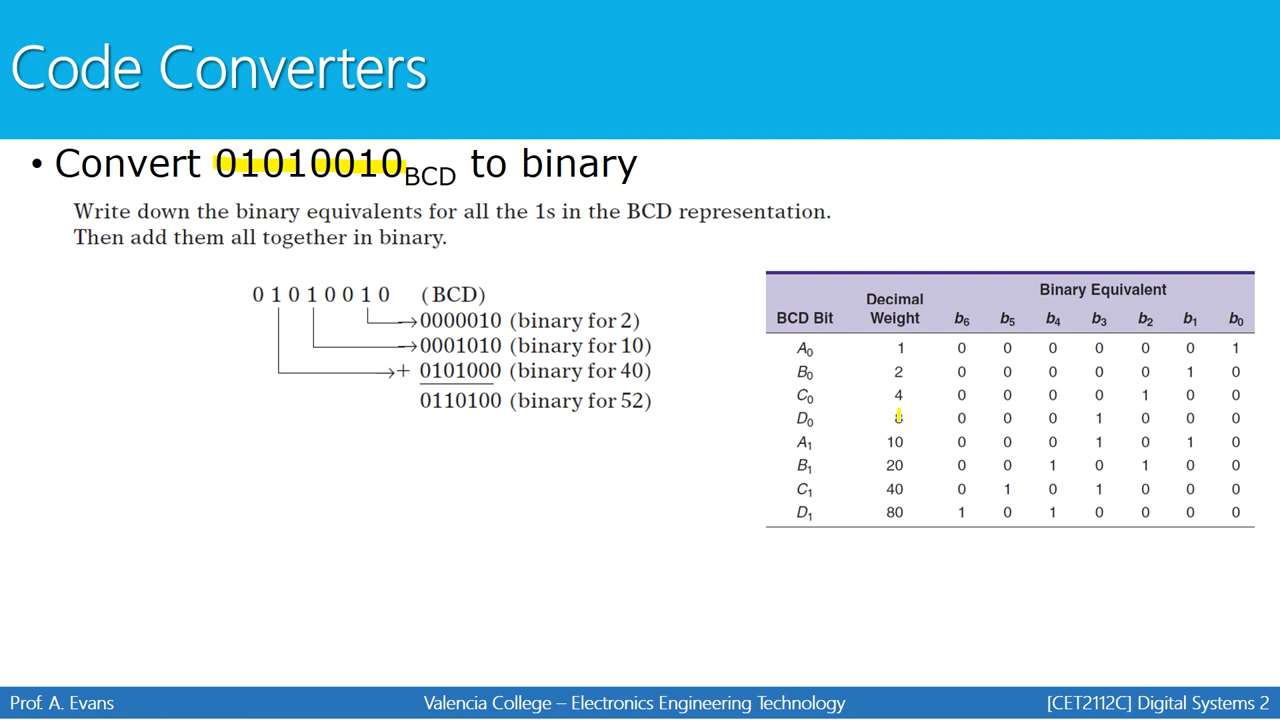 Code Converters
• Convert 01010010BCD to binary
Write down the binary equivalents for all the 1s in the BCD representation.
Then add them all together in binary.
0 1 0 1 0 0 1 0 (BCD)
0000010 (binary for 2)
0001010 (binary for 10)
+ 0101000 (binary for 40)
0110100 (binary for 52)
Binary Equivalent
Decimal
BCD Bit Weight b6 b5 b4 b3 b2 b1 b0
A0 1 0 0 0 0 0 0 1
B0 2 0 0 0 0 0 1 0
C0 4 0 0 0 0 1 0 0
D0 8 0 0 0 1 0 0 0
A1 10 0 0 0 1 0 1 0
B1 20 0 0 1 0 1 0 0
C1 40 0 1 0 1 0 0 0
D1 80 1 0 1 0 0 0 0
Prof. A. Evans Valencia College – Electronics Engineering Technology [CET2112C] Digital Systems 2